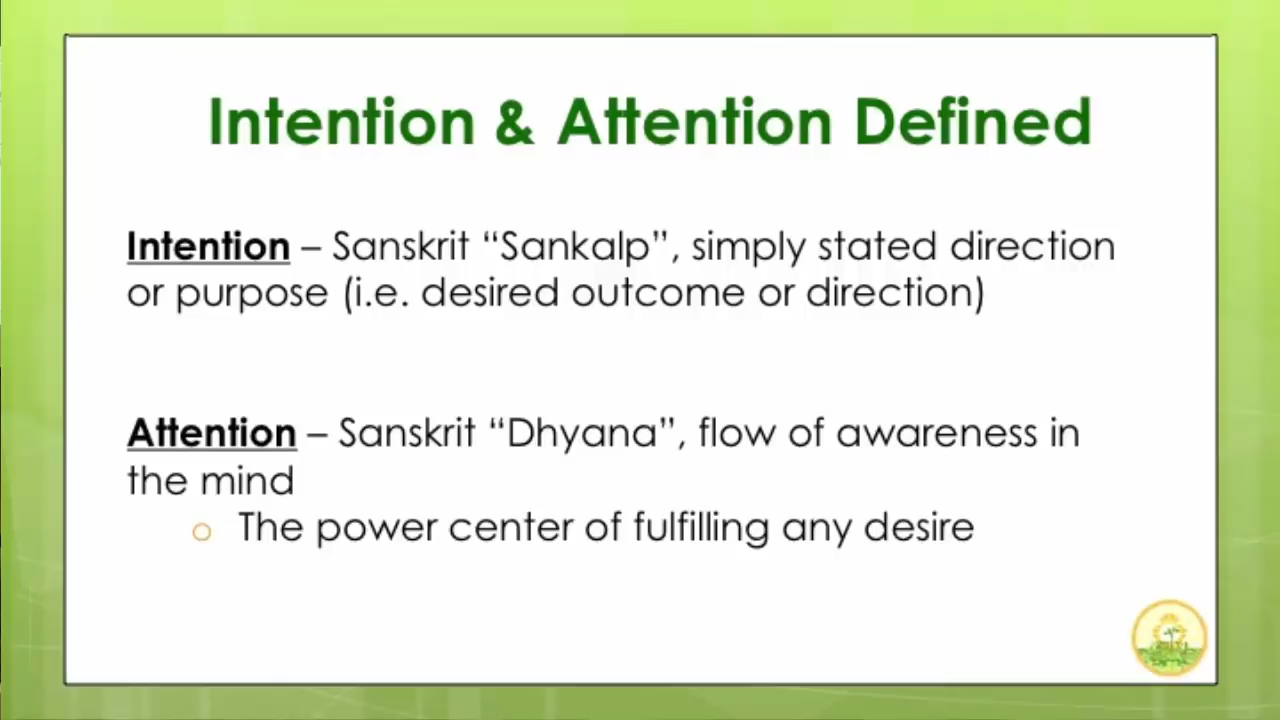 Intention & Attention Defined
Intention – Sanskrit “Sankalp”, simply stated direction
or purpose (i.e. desired outcome or direction)
Attention – Sanskrit “Dhyana”, flow of awareness in
the mind
o The power center of fulfilling any desire